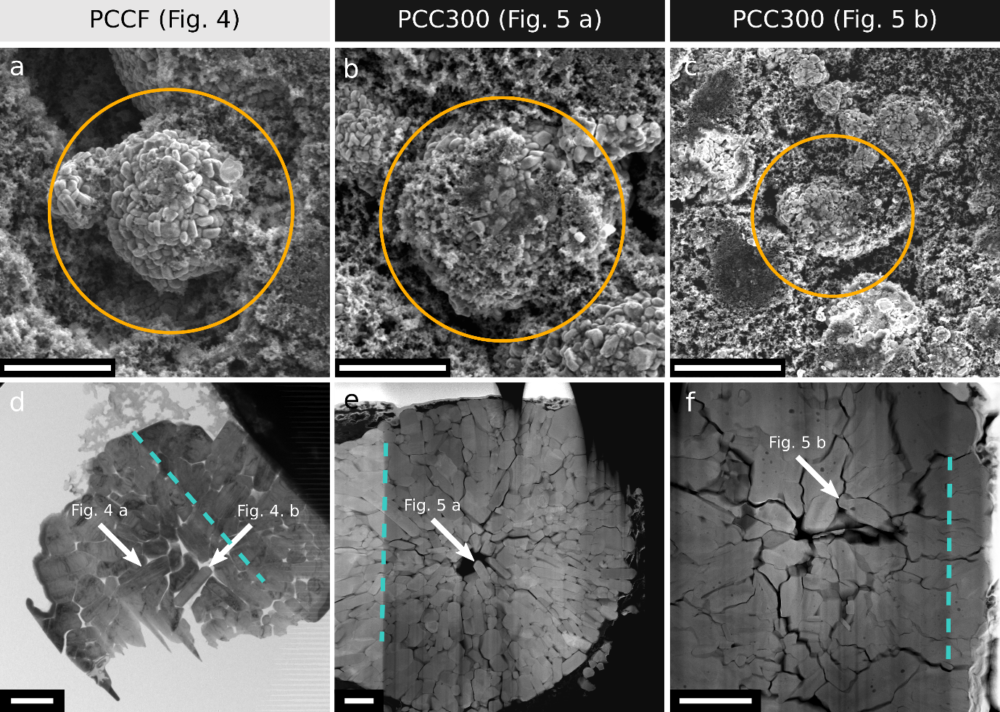 PCCF (Fig. 4)
PCC300 (Fig. 5 a)
PCC300 (Fig. 5 b)
a
b
c
d
e
f
Fig. 4 a
Fig. 4. b
Fig. 5 a
Fig. 5 b